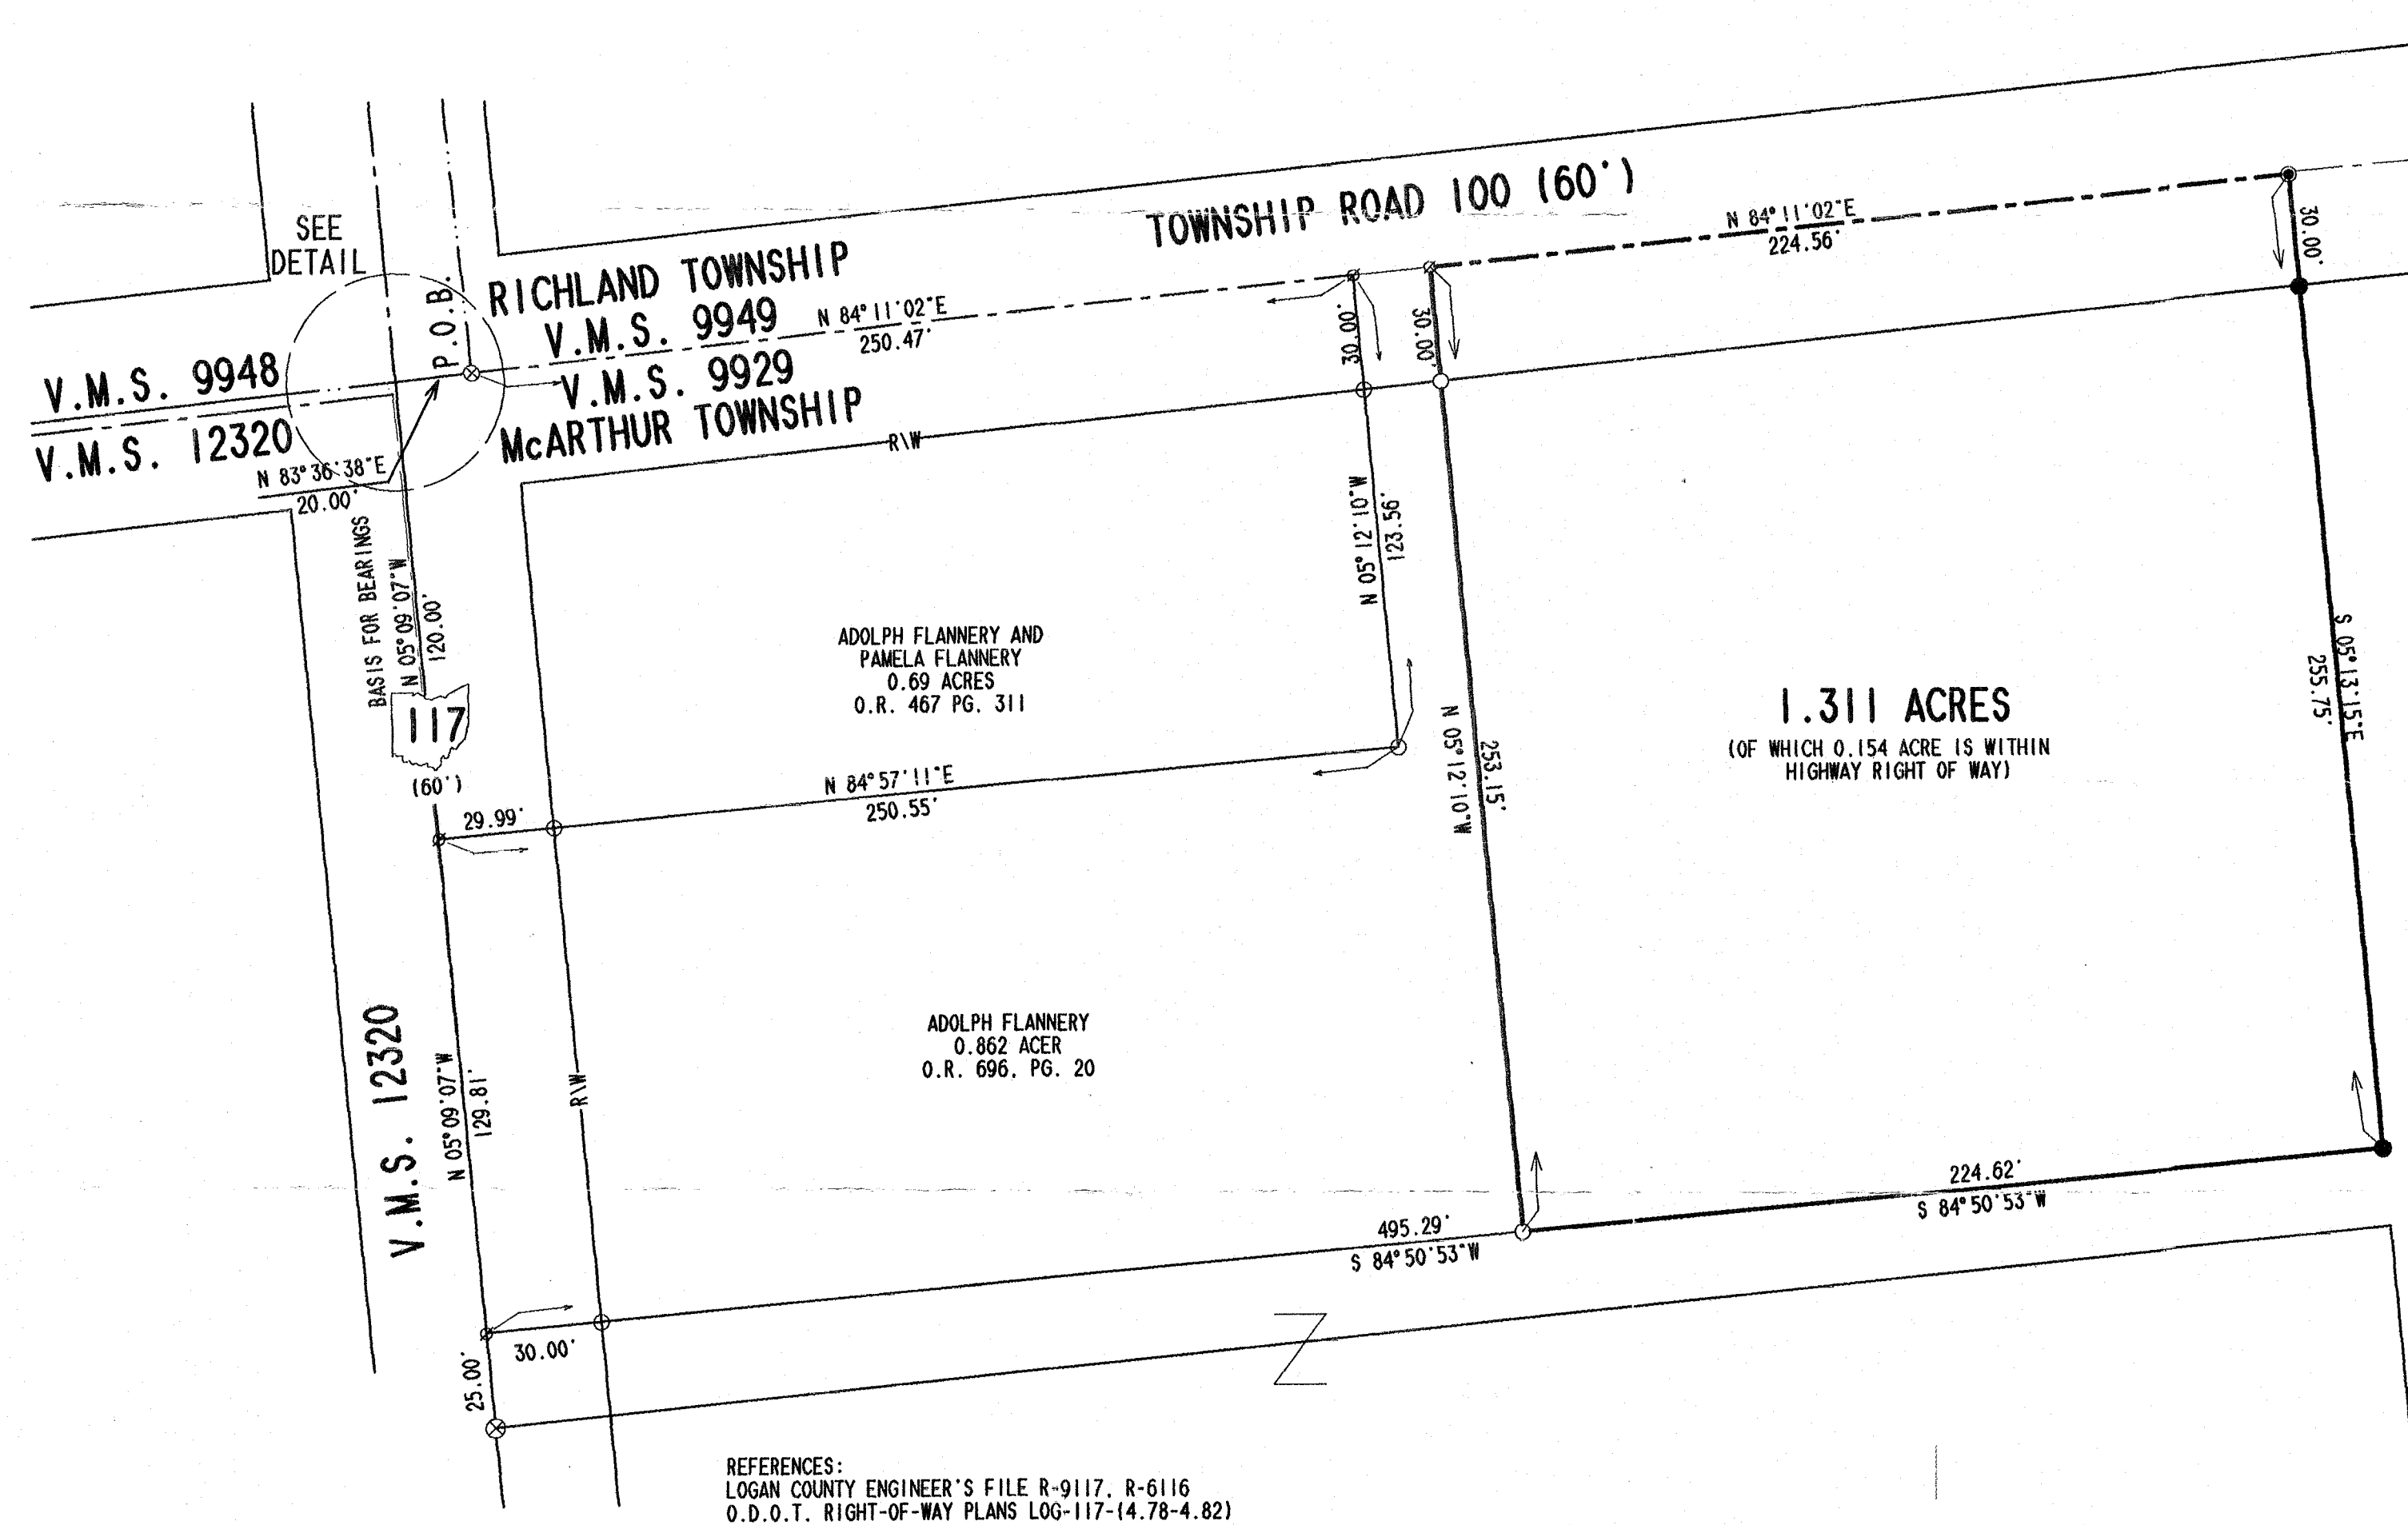 SEE
DETAIL
P.O.B.
RICHLAND TOWNSHIP
V.M.S. 9949
V.M.S. 9929
McARTHUR TOWNSHIP
TOWNSHIP ROAD 100 (60')
N 84°11'02"E
224.56'
30.00'
N 84°11'02"E
250.47'
30.00'
30.00'
V.M.S. 9948
V.M.S. 12320
N 83°36'38"E
20.00'
R\W
BASIS FOR BEARINGS
N 05°09'07"W
120.00'
117
(60')
N 05°12'10"W
123.56'
ADOLPH FLANNERY AND
PAMELA FLANNERY
0.69 ACRES
O.R. 467 PG. 311
N 05°12'10"W
253.15'
1.311 ACRES
(OF WHICH 0.154 ACRE IS WITHIN
HIGHWAY RIGHT OF WAY)
S 05°13'15"E
255.75'
29.99'
N 84°57'11"E
250.55'
V.M.S. 12320
N 05°09'07"W
129.81'
R\W
ADOLPH FLANNERY
0.862 ACER
O.R. 696, PG. 20
224.62'
S 84°50'53"W
495.29'
S 84°50'53"W
30.00'
25.00'
Z
REFERENCES:
LOGAN COUNTY ENGINEER'S FILE R-9117, R-6116
O.D.O.T. RIGHT-OF-WAY PLANS LOG-117-(4.78-4.82)